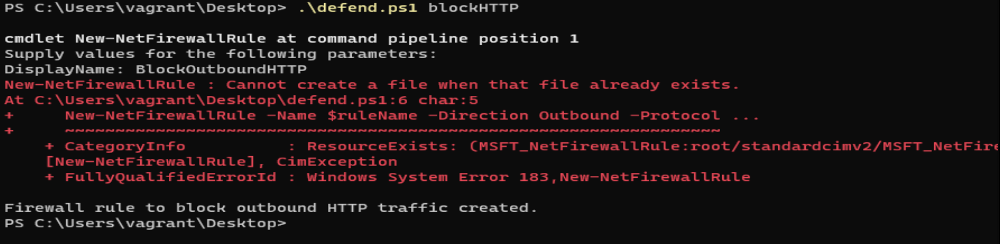 PS C:\Users\vagrant\Desktop> .\defend.ps1 blockHTTP
cmdlet New-NetFirewallRule at command pipeline position 1
Supply values for the following parameters:
DisplayName: BlockOutboundHTTP
New-NetFirewallRule : Cannot create a file when that file already exists.
At C:\Users\vagrant\Desktop\defend.ps1:6 char:5
+     New-NetFirewallRule -Name $ruleName -Direction Outbound -Protocol ...
+     ~~~~~~~~~~~~~~~~~~~~~~~~~~~~~~~~~~~~~~~~~~~~~~~~~~~~~~~~~~~~~~~~~
    + CategoryInfo          : ResourceExists: (MSFT_NetFirewallRule:root/standardcimv2/MSFT_NetFire
    [New-NetFirewallRule], CimException
    + FullyQualifiedErrorId : Windows System Error 183,New-NetFirewallRule
Firewall rule to block outbound HTTP traffic created.
PS C:\Users\vagrant\Desktop>